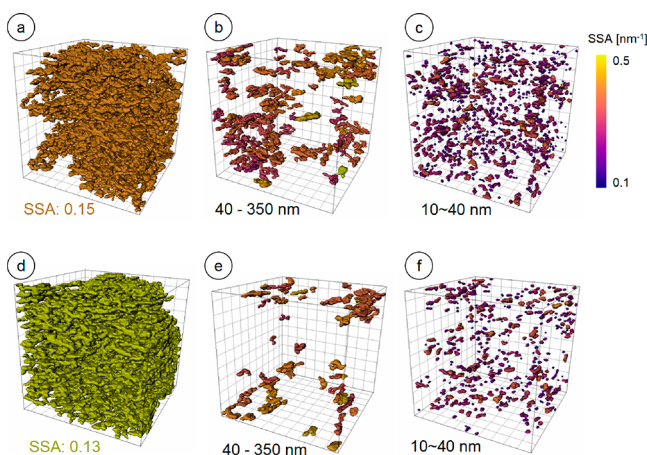 a
b
c
SSA [nm⁻¹]
0.5
0.1
SSA: 0.15
40 - 350 nm
10~40 nm
d
e
f
SSA: 0.13
40 - 350 nm
10~40 nm